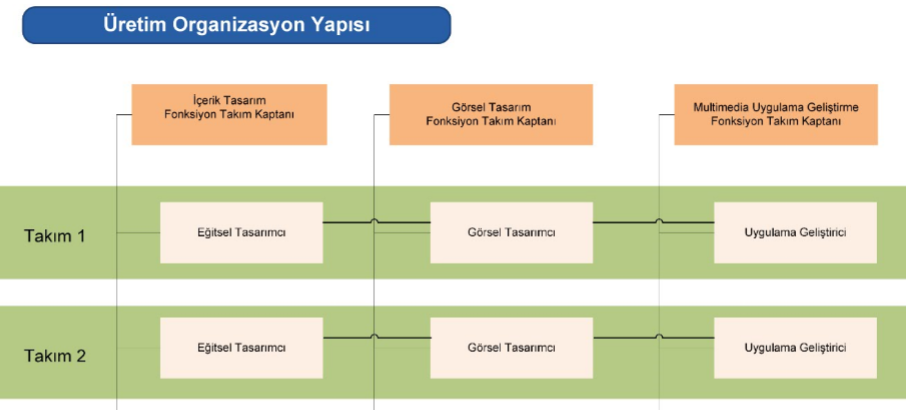 Üretim Organizasyon Yapısı
İçerik Tasarım
Fonksiyon Takım Kaptanı
Görsel Tasarım
Fonksiyon Takım Kaptanı
Multimedia Uygulama Geliştirme
Fonksiyon Takım Kaptanı
Takım 1
Eğitsel Tasarımcı
Görsel Tasarımcı
Uygulama Geliştirici
Takım 2
Eğitsel Tasarımcı
Görsel Tasarımcı
Uygulama Geliştirici